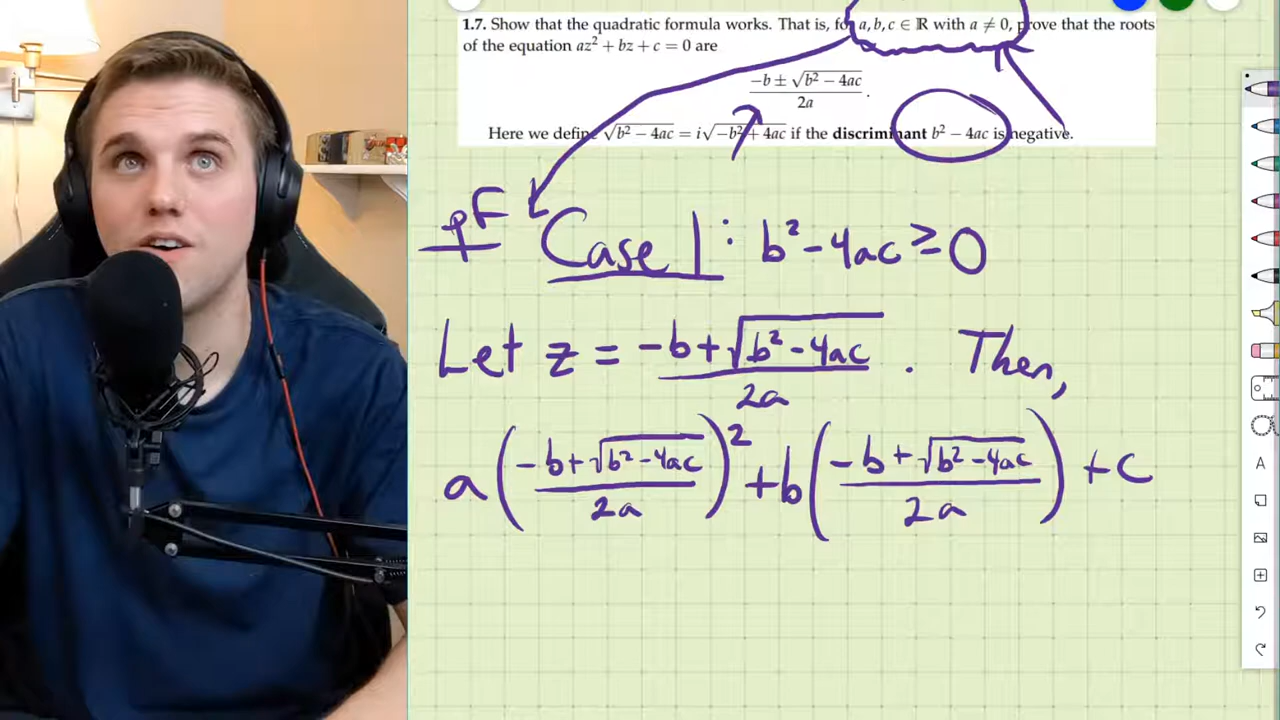 1.7. Show that the quadratic formula works. That is, for a, b, c ∈ ℝ with a ≠ 0, prove that the roots
of the equation az² + bz + c = 0 are
(-b ± √(b² − 4ac)) / 2a .
Here we define √(b² − 4ac) = i√(−b² + 4ac) if the discriminant b² − 4ac is negative.
pF Case 1: b² - 4ac ≥ 0
Let z = (-b + √(b² - 4ac)) / 2a . Then,
a((-b + √(b² - 4ac)) / 2a)² + b((-b + √(b² - 4ac)) / 2a) + c
A